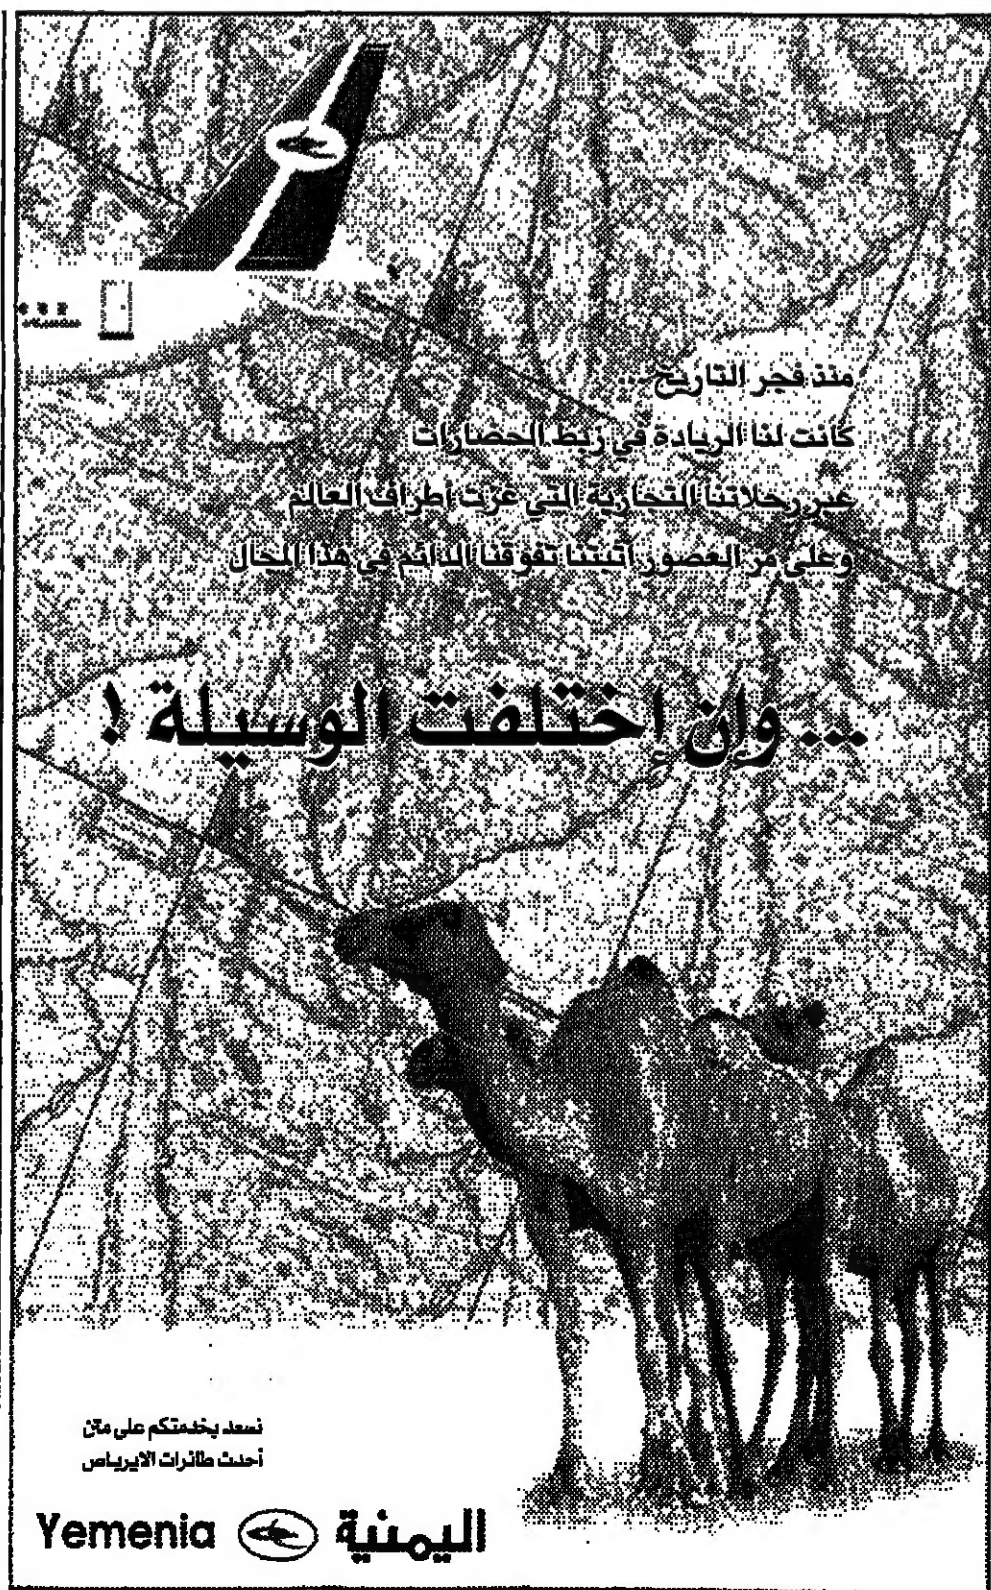 منذ فجر التاريخ...
كانت لنا الريادة في ربط الحضارات
عبر رحلاتنا التجارية التي غزت أطراف العالم
وعلى مر العصور أثبتنا تفوقنا الدائم في هذا المجال
... وإن إختلفت الوسيلة !
نسعد بخدمتكم على متن
أحدث طائرات الايرباص
اليمنية Yemenia